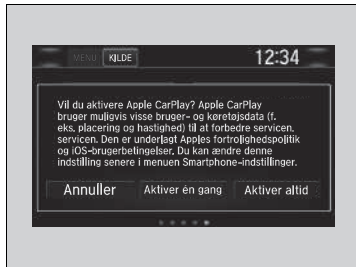 MENU KILDE 12:34
Vil du aktivere Apple CarPlay? Apple CarPlay
bruger muligvis visse bruger- og køretøjsdata (f.
eks. placering og hastighed) til at forbedre servicen.
servicen. Den er underlagt Apples fortrolighedspolitik
og iOS-brugerbetingelser. Du kan ændre denne
indstilling senere i menuen Smartphone-indstillinger.
Annuller Aktiver én gang Aktiver altid